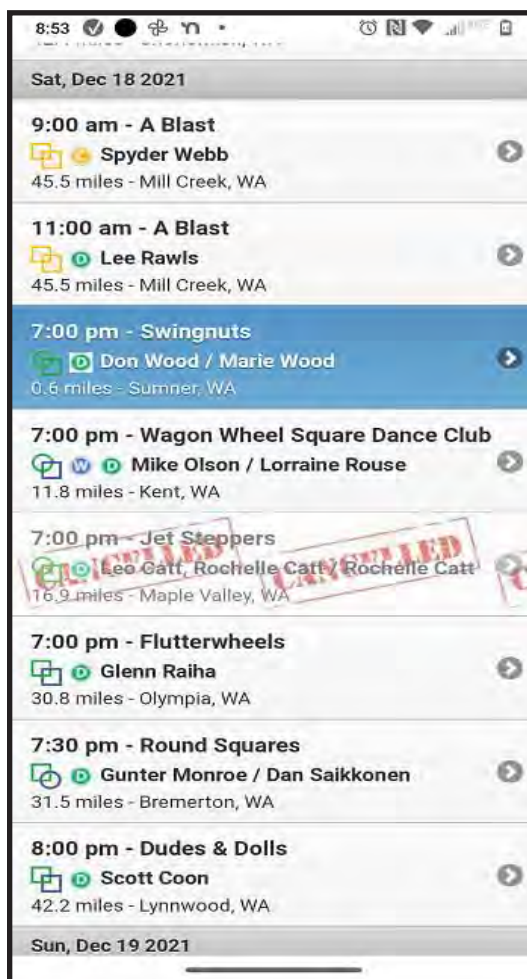 8:53
Sat, Dec 18 2021
9:00 am - A Blast
C Spyder Webb
45.5 miles - Mill Creek, WA
11:00 am - A Blast
D Lee Rawls
45.5 miles - Mill Creek, WA
7:00 pm - Swingnuts
D Don Wood / Marie Wood
0.6 miles - Sumner, WA
7:00 pm - Wagon Wheel Square Dance Club
W D Mike Olson / Lorraine Rouse
11.8 miles - Kent, WA
7:00 pm - Jet Steppers
CANCELLED CANCELLED
D Leo Catt, Rochelle Catt / Rochelle Catt
16.9 miles - Maple Valley, WA
7:00 pm - Flutterwheels
D Glenn Raiha
30.8 miles - Olympia, WA
7:30 pm - Round Squares
D Gunter Monroe / Dan Saikkonen
31.5 miles - Bremerton, WA
8:00 pm - Dudes & Dolls
D Scott Coon
42.2 miles - Lynnwood, WA
Sun, Dec 19 2021